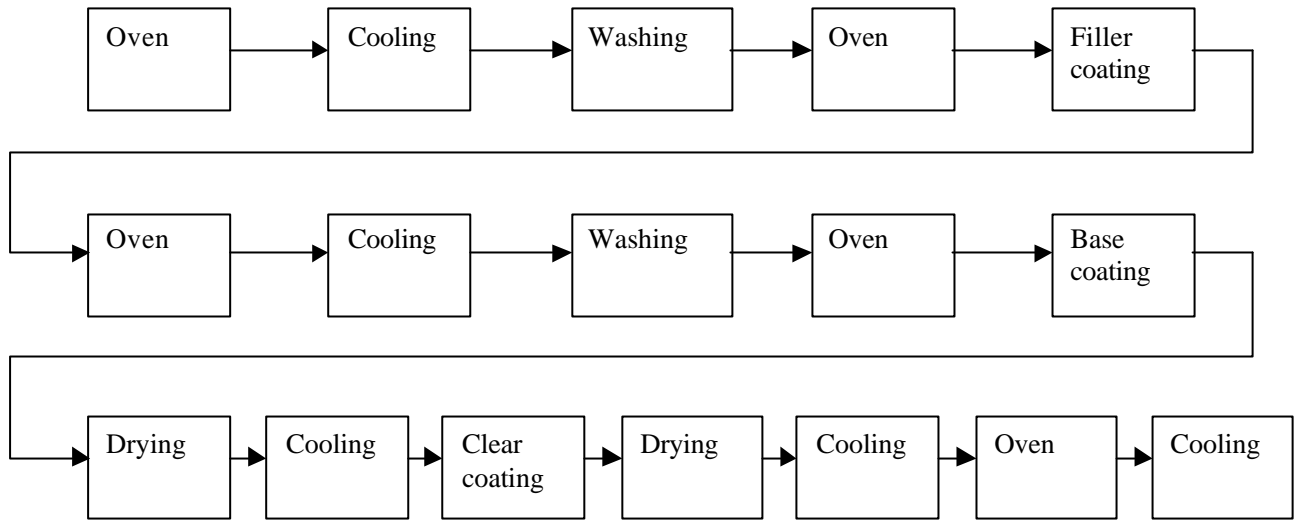 Oven
Cooling
Washing
Oven
Filler
coating
Oven
Cooling
Washing
Oven
Base
coating
Drying
Cooling
Clear
coating
Drying
Cooling
Oven
Cooling